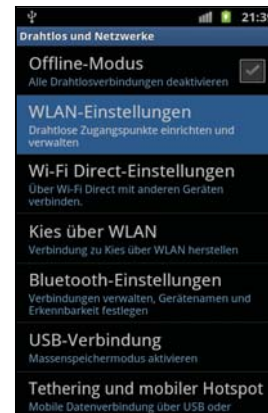 21:39
Drahtlos und Netzwerke
Offline-Modus
Alle Drahtlosverbindungen deaktivieren
WLAN-Einstellungen
Drahtlose Zugangspunkte einrichten und
verwalten
Wi-Fi Direct-Einstellungen
Über Wi-Fi Direct mit anderen Geräten
verbinden.
Kies über WLAN
Verbindung zu Kies über WLAN herstellen
Bluetooth-Einstellungen
Verbindungen verwalten, Gerätenamen und
Erkennbarkeit festlegen
USB-Verbindung
Massenspeichermodus aktivieren
Tethering und mobiler Hotspot
Mobile Datenverbindung über USB oder